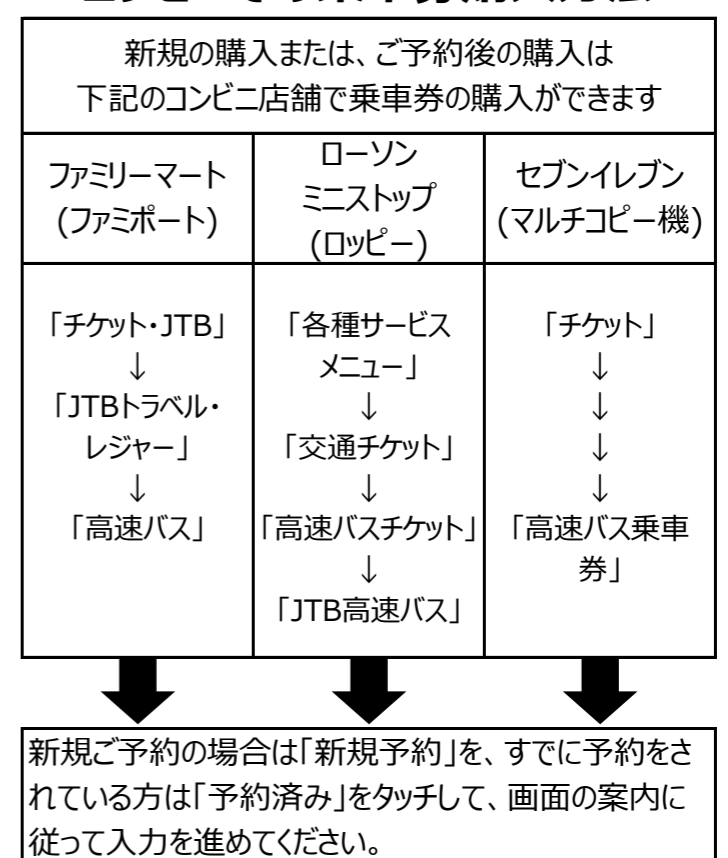 新規の購入または、ご予約後の購入は
下記のコンビニ店舗で乗車券の購入ができます
ファミリーマート
(ファミポート)
ローソン
ミニストップ
(ロッピー)
セブンイレブン
(マルチコピー機)
「チケット・JTB」
↓
「JTBトラベル・
レジャー」
↓
「高速バス」
「各種サービス
メニュー」
↓
「交通チケット」
↓
「高速バスチケット」
↓
「JTB高速バス」
「チケット」
↓
↓
↓
↓
「高速バス乗車
券」
新規ご予約の場合は「新規予約」を、すでに予約をさ
れている方は「予約済み」をタッチして、画面の案内に
従って入力を進めてください。